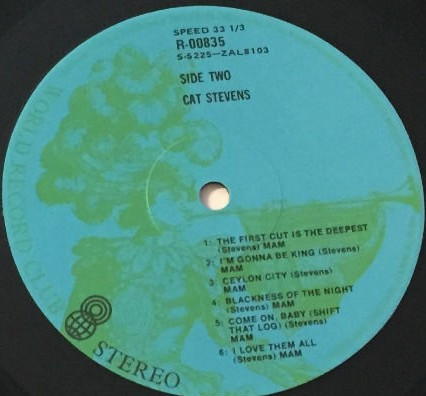 SPEED 33 1/3
R-00835
S-5225-ZAL8103
SIDE TWO
CAT STEVENS
1: THE FIRST CUT IS THE DEEPEST
(Stevens) MAM
2: I'M GONNA BE KING (Stevens)
MAM
3: CEYLON CITY (Stevens)
MAM
4: BLACKNESS OF THE NIGHT
(Stevens) MAM
5: COME ON, BABY (SHIFT
THAT LOG) (Stevens)
MAM
6: I LOVE THEM ALL
(Stevens) MAM
WORLD RECORD
STEREO